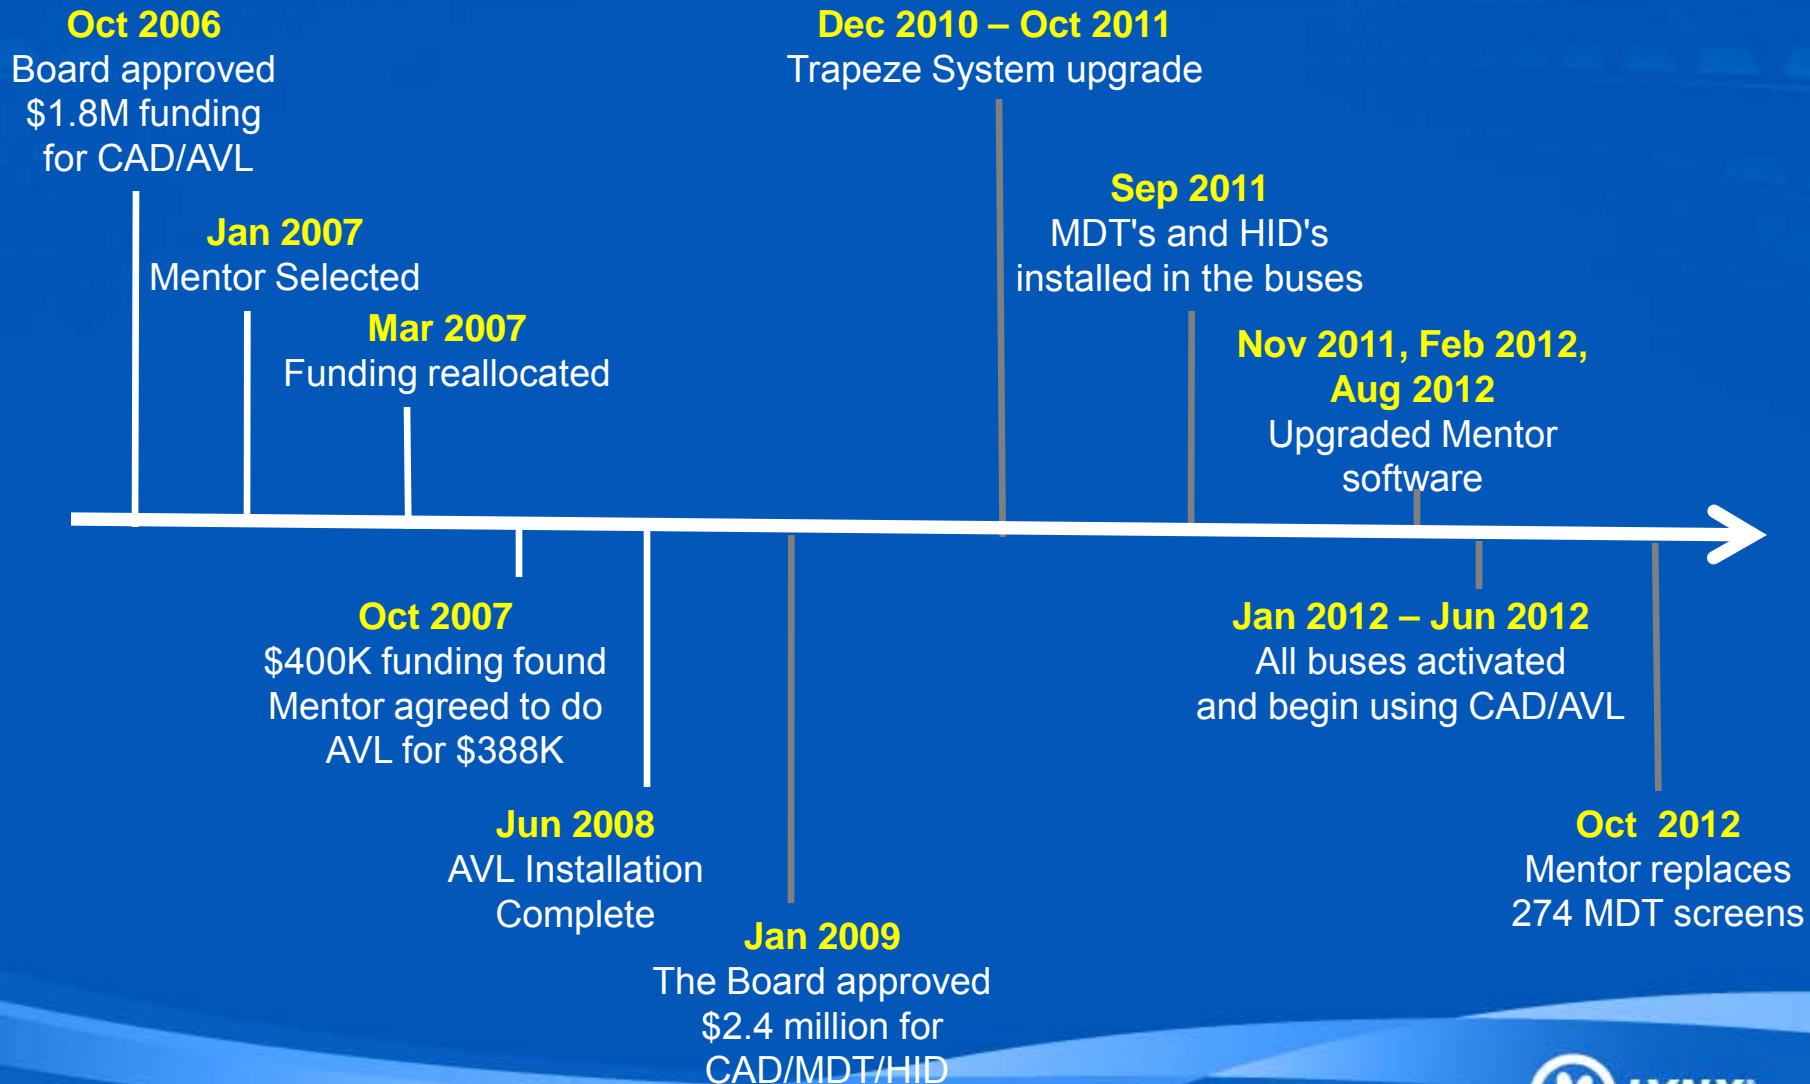 Oct 2006
Board approved
$1.8M funding
for CAD/AVL
Jan 2007
Mentor Selected
Mar 2007
Funding reallocated
Dec 2010 – Oct 2011
Trapeze System upgrade
Sep 2011
MDT's and HID's
installed in the buses
Nov 2011, Feb 2012,
Aug 2012
Upgraded Mentor
software
Oct 2007
$400K funding found
Mentor agreed to do
AVL for $388K
Jun 2008
AVL Installation
Complete
Jan 2009
The Board approved
$2.4 million for
CAD/MDT/HID
Jan 2012 – Jun 2012
All buses activated
and begin using CAD/AVL
Oct 2012
Mentor replaces
274 MDT screens